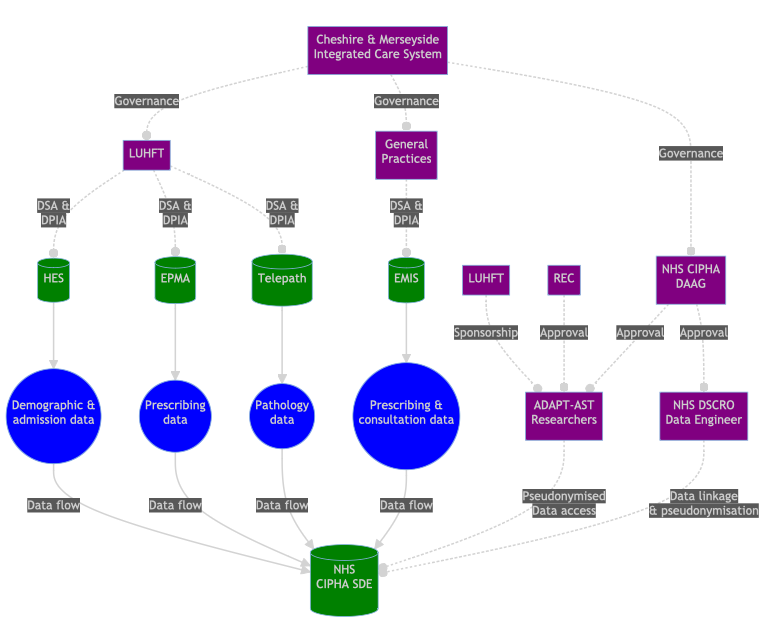 Cheshire & Merseyside
Integrated Care System
Governance
Governance
Governance
LUHFT
General
Practices
DSA &
DPIA
DSA &
DPIA
DSA &
DPIA
DSA &
DPIA
HES
EPMA
Telepath
EMIS
LUHFT
REC
NHS CIPHA
DAAG
Sponsorship
Approval
Approval
Approval
Demographic &
admission data
Prescribing
data
Pathology
data
Prescribing &
consultation data
ADAPT-AST
Researchers
NHS DSCRO
Data Engineer
Data flow
Data flow
Data flow
Data flow
Pseudonymised
Data access
Data linkage
& pseudonymisation
NHS
CIPHA SDE